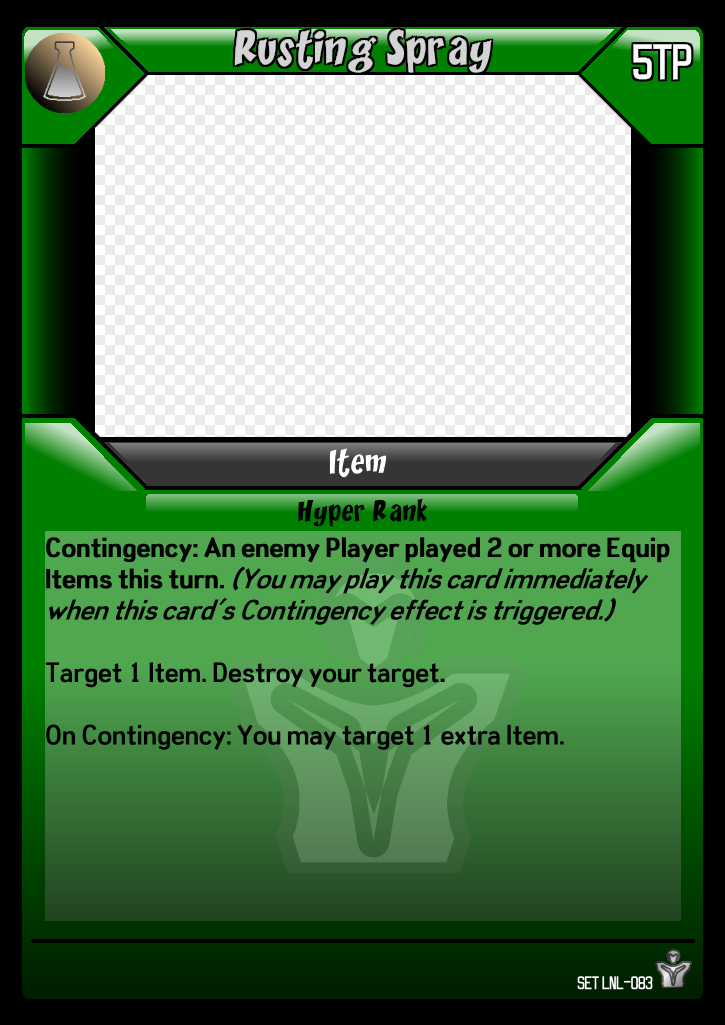 Rusting Spray
5TP
Item
Hyper Rank
Contingency: An enemy Player played 2 or more Equip
Items this turn. (You may play this card immediately
when this card's Contingency effect is triggered.)
Target 1 Item. Destroy your target.
On Contingency: You may target 1 extra Item.
SET LNL-083